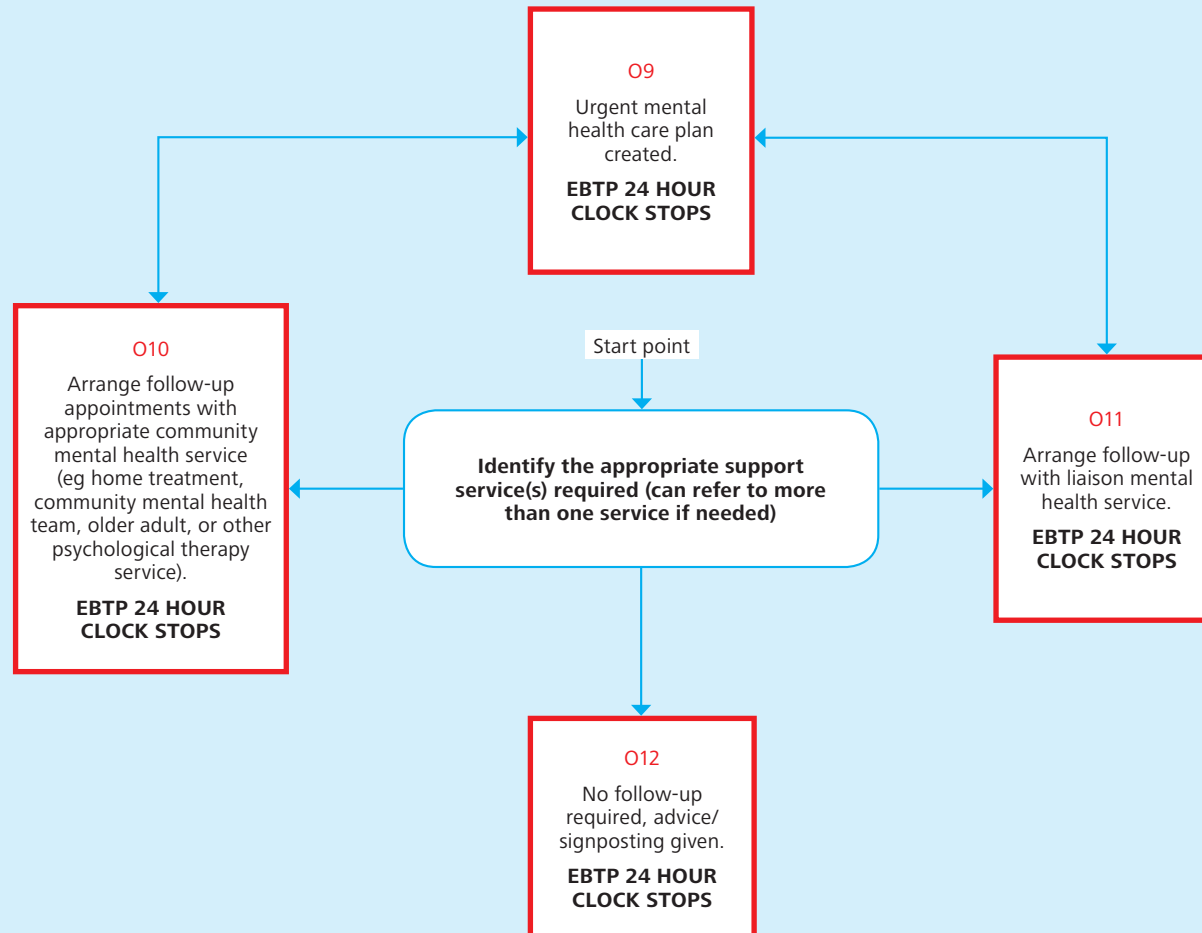 O9
Urgent mental
health care plan
created.
EBTP 24 HOUR
CLOCK STOPS
O10
Arrange follow-up
appointments with
appropriate community
mental health service
(eg home treatment,
community mental health
team, older adult, or other
psychological therapy
service).
EBTP 24 HOUR
CLOCK STOPS
Start point
Identify the appropriate support
service(s) required (can refer to more
than one service if needed)
O11
Arrange follow-up
with liaison mental
health service.
EBTP 24 HOUR
CLOCK STOPS
O12
No follow-up
required, advice/
signposting given.
EBTP 24 HOUR
CLOCK STOPS